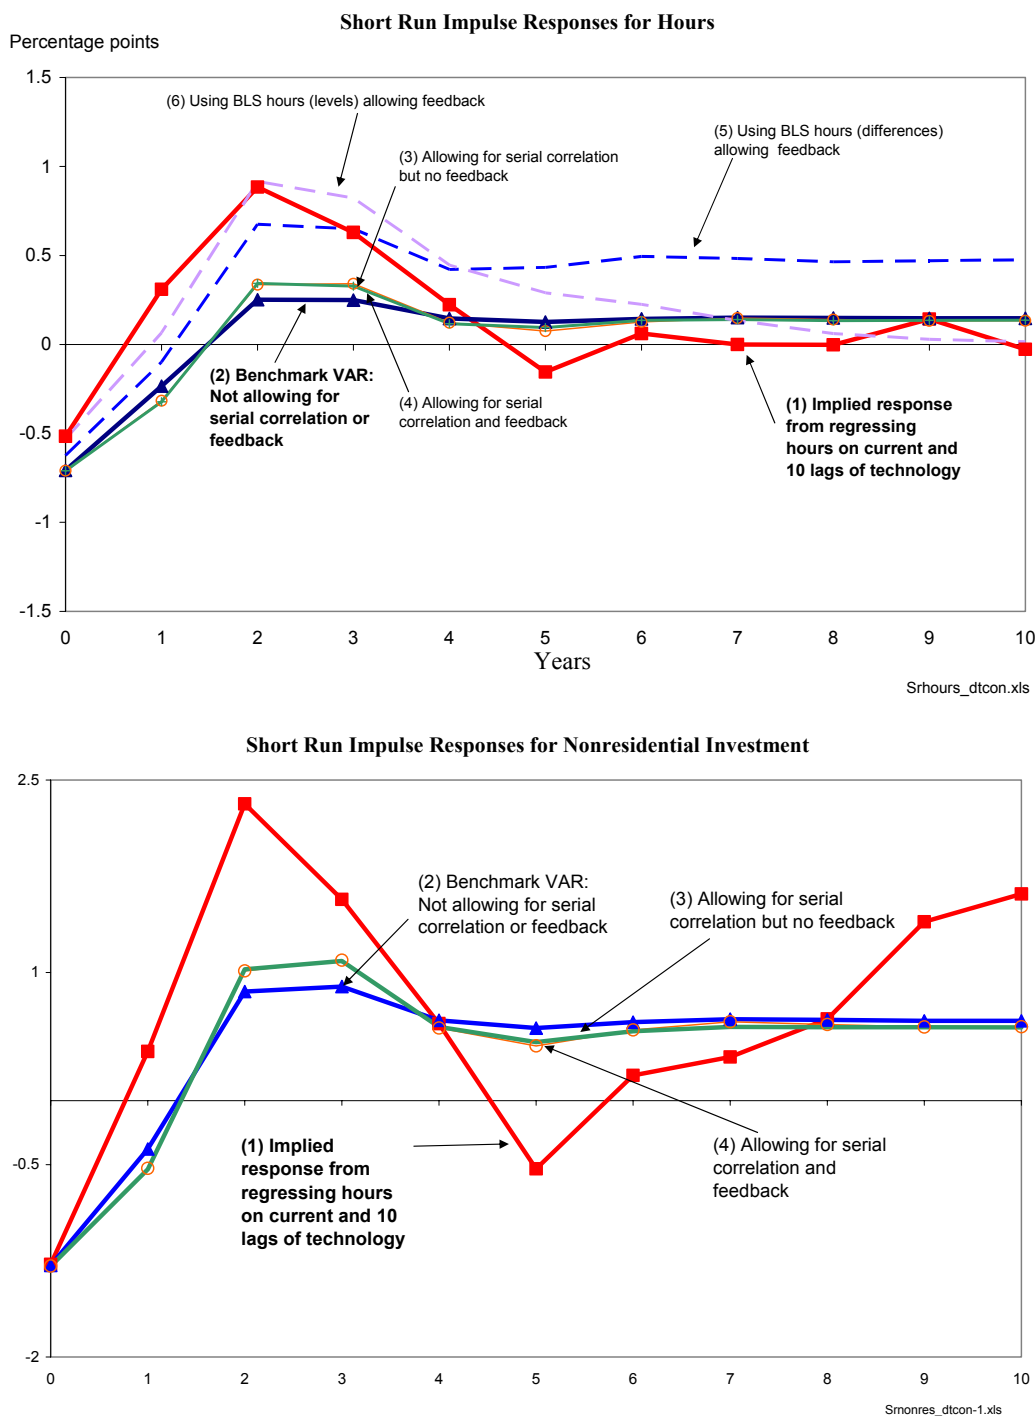 Short Run Impulse Responses for Hours
Percentage points
1.5
1
0.5
0
-0.5
-1
-1.5
(6) Using BLS hours (levels) allowing feedback
(3) Allowing for serial correlation
but no feedback
(5) Using BLS hours (differences)
allowing feedback
(2) Benchmark VAR:
Not allowing for
serial correlation or
feedback
(4) Allowing for serial
correlation and feedback
(1) Implied response
from regressing
hours on current and
10 lags of technology
0 1 2 3 4 5 6 7 8 9 10
Years
Srhours_dtcon.xls
Short Run Impulse Responses for Nonresidential Investment
2.5
1
-0.5
-2
(2) Benchmark VAR:
Not allowing for serial
correlation or feedback
(3) Allowing for serial
correlation but no feedback
(1) Implied
response from
regressing hours
on current and 10
lags of technology
(4) Allowing for serial
correlation and
feedback
0 1 2 3 4 5 6 7 8 9 10
Srnonres_dtcon-1.xls